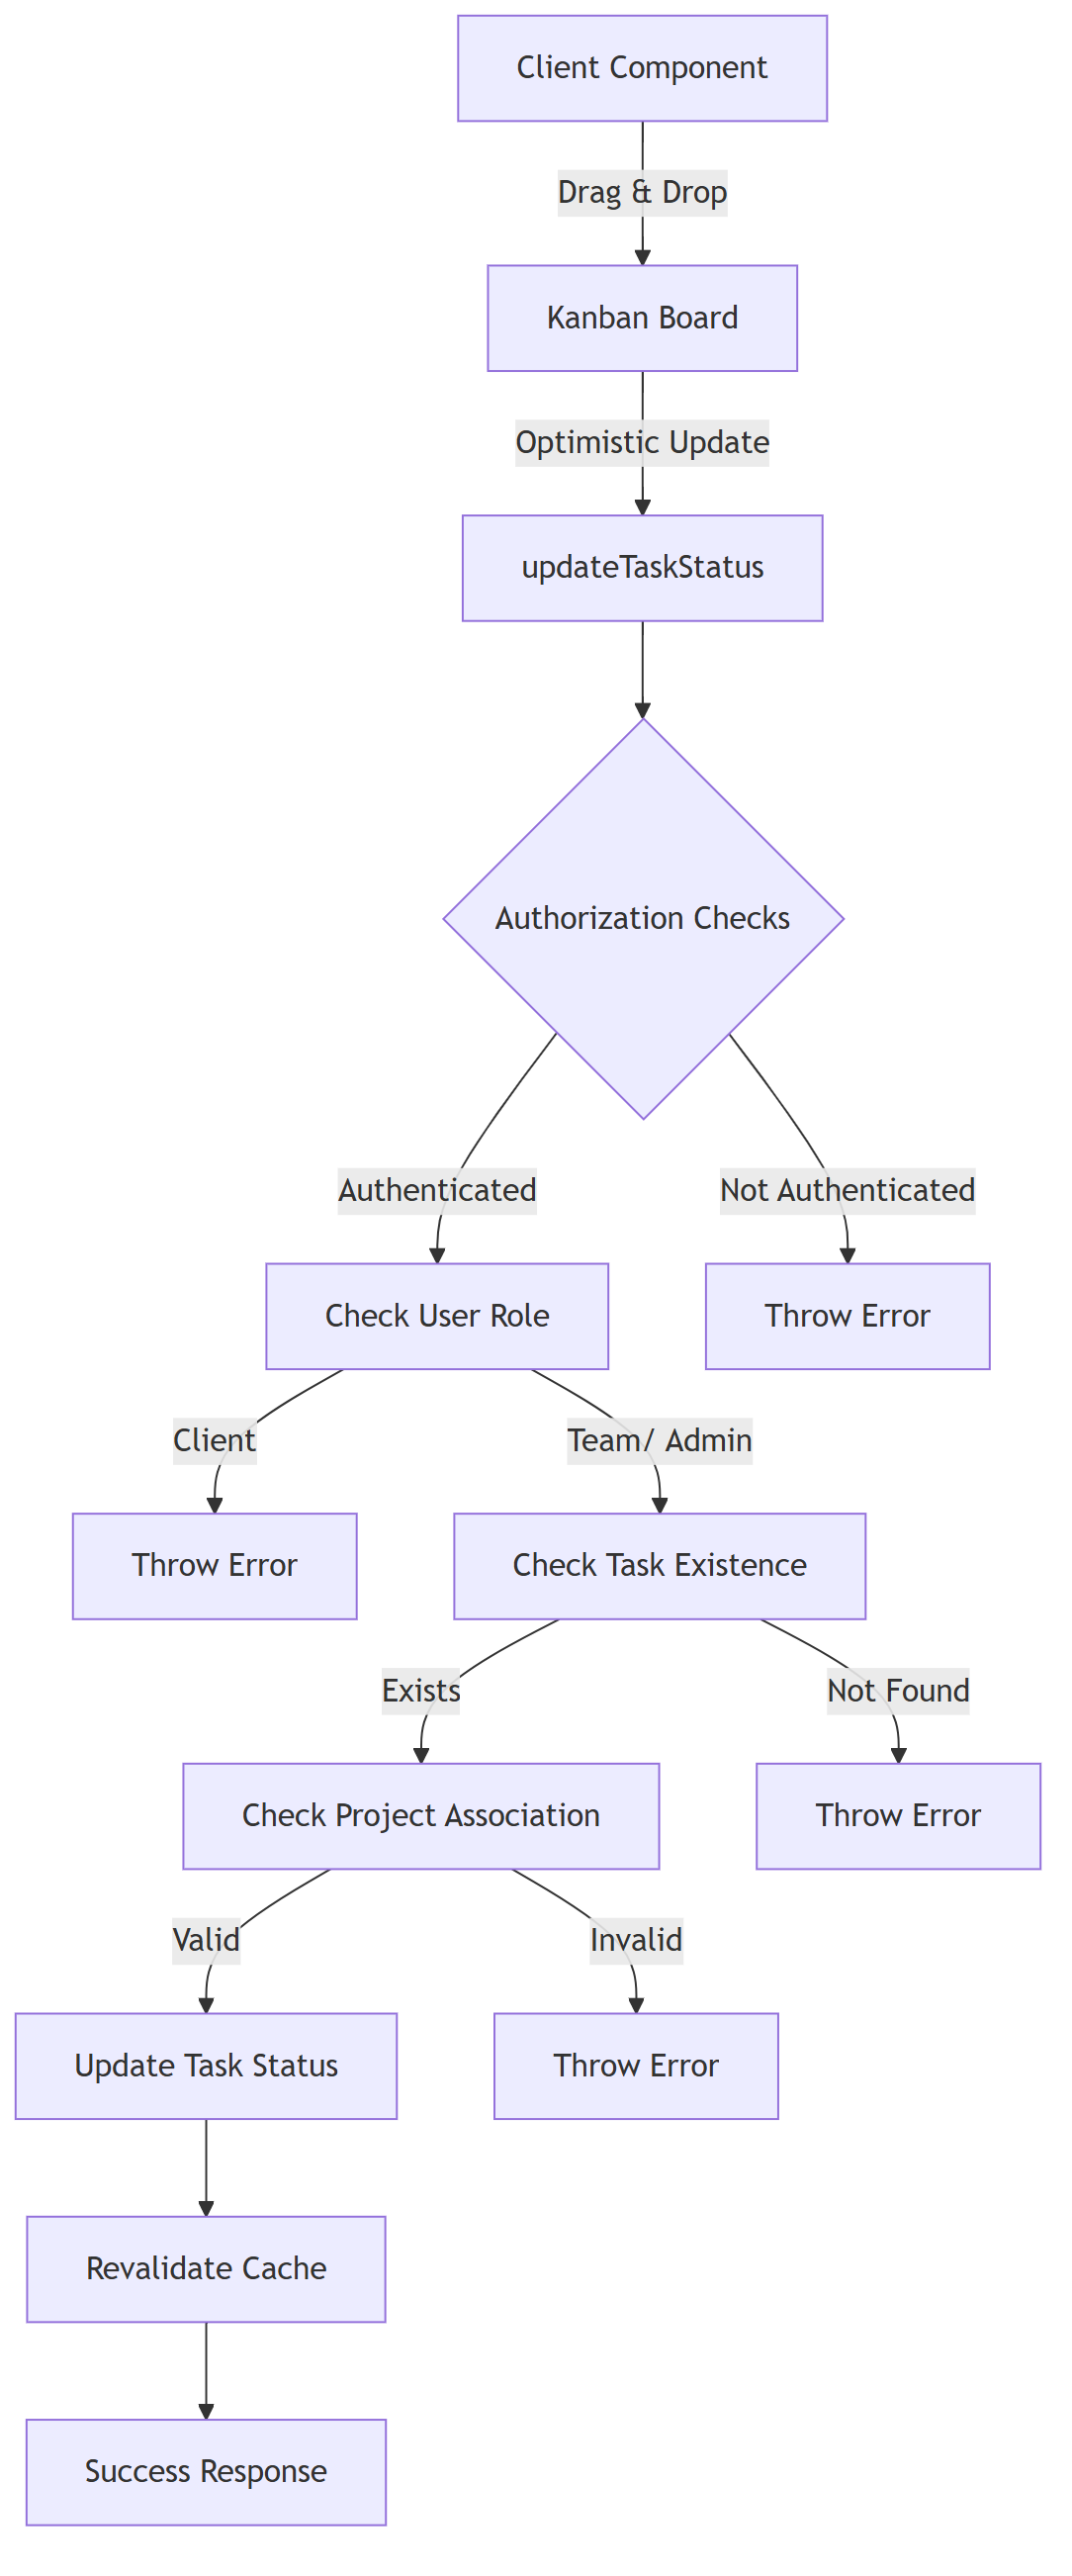 Client Component
Drag & Drop
Kanban Board
Optimistic Update
updateTaskStatus
Authorization Checks
Authenticated
Not Authenticated
Check User Role
Throw Error
Client
Team/ Admin
Throw Error
Check Task Existence
Exists
Not Found
Check Project Association
Throw Error
Valid
Invalid
Update Task Status
Throw Error
Revalidate Cache
Success Response